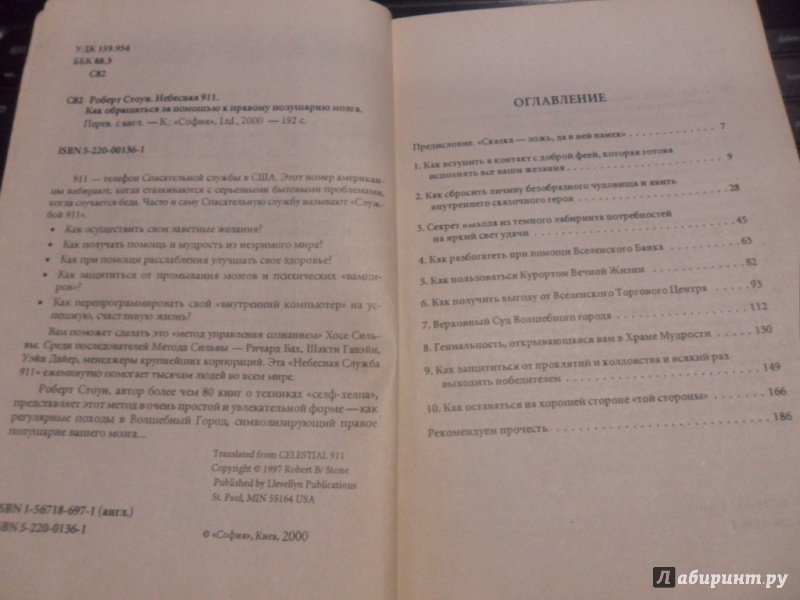 УДК 159.954
ББК 88.3
С82
С82 Роберт Стоун. Небесная 911.
Как обращаться за помощью к правому полушарию мозга.
Перев. с англ. — К.: «София», Ltd., 2000 — 192 с.
ISBN 5-220-00136-1
911 — телефон Спасательной службы в США. Этот номер американ-
цы набирают, когда сталкиваются с серьезными бытовыми проблемами,
когда случается беда. Часто и саму Спасательную службу называют «Служ-
бой 911».
• Как осуществить свои заветные желания?
• Как получать помощь и мудрость из незримого мира?
• Как при помощи расслабления улучшать свое здоровье?
• Как защититься от промывания мозгов и психических «вампи-
ров»?
• Как перепрограммировать свой «внутренний компьютер» на ус-
пешную, счастливую жизнь?
Вам поможет сделать это «метод управления сознанием» Хосе Силь-
вы. Среди последователей Метода Сильвы — Ричард Бах, Шакти Гавэйн,
Уэйн Дайер, менеджеры крупнейших корпораций. Эта «Небесная Служба
911» ежеминутно помогает тысячам людей во всем мире.
Роберт Стоун, автор более чем 80 книг о техниках «селф-хелпа»,
представляет этот метод в очень простой и увлекательной форме — как
регулярные походы в Волшебный Город, символизирующий правое
полушарие вашего мозга...
Translated from CELESTIAL 911
Copyright © 1997 Robert B/ Stone
Published by Llevellyn Publications
St. Paul, MIN 55164 USA
ISBN 1-56718-697-1 (англ.)
ISBN 5-220-0136-1
© «София», Киев, 2000
ОГЛАВЛЕНИЕ
Предисловие. «Сказка — ложь, да в ней намек» 7
1. Как вступить в контакт с доброй феей, которая готова
исполнять все ваши желания 9
2. Как сбросить личину безобразного чудовища и явить
внутреннего сказочного героя 28
3. Секрет выхода из темного лабиринта потребностей
на яркий свет удачи 45
4. Как разбогатеть при помощи Вселенского Банка 63
5. Как пользоваться Курортом Вечной Жизни 82
6. Как получить выгоду от Вселенского Торгового Центра 93
7. Верховный Суд Волшебного города 112
8. Гениальность, открывающаяся вам в Храме Мудрости 130
9. Как защититься от проклятий и колдовства и всякий раз
выходить победителем 149
10. Как оставаться на хорошей стороне «той стороны» 166
Рекомендуем прочесть 186
Лабиринт.ру